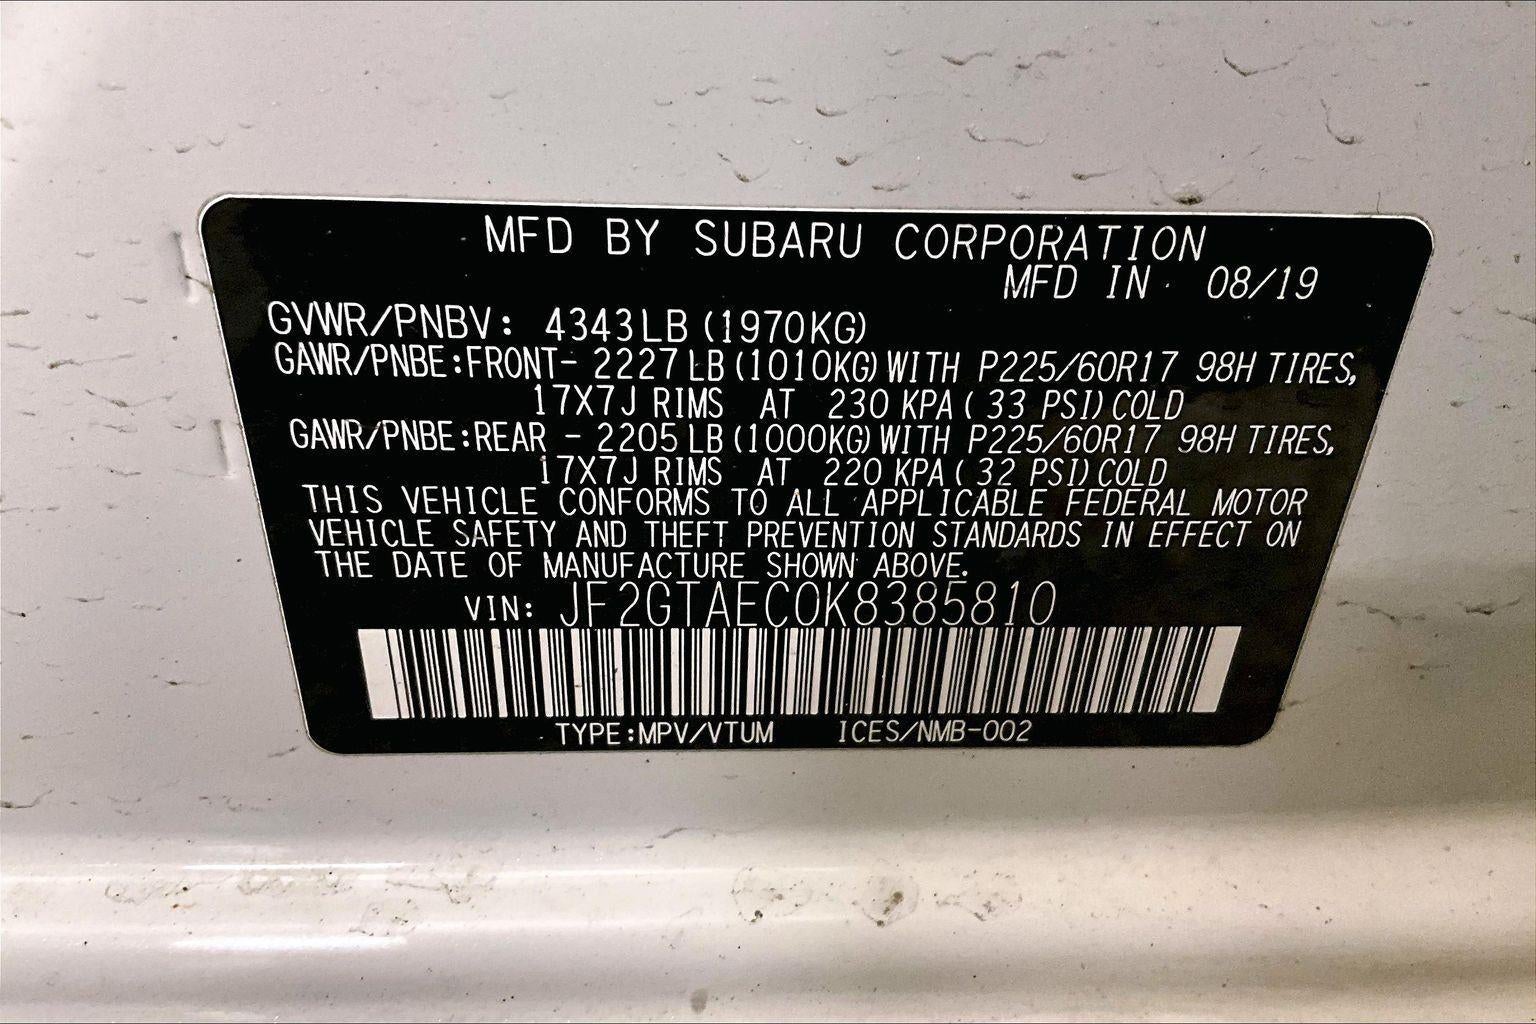 MFD BY SUBARU CORPORATION
MFD IN 08/19
GVWR/PNBV: 4343LB (1970KG)
GAWR/PNBE:FRONT- 2227LB (1010KG) WITH P225/60R17 98H TIRES,
17X7J RIMS AT 230 KPA ( 33 PSI) COLD
GAWR/PNBE:REAR - 2205LB (1000KG) WITH P225/60R17 98H TIRES,
17X7J RIMS AT 220 KPA ( 32 PSI) COLD
THIS VEHICLE CONFORMS TO ALL APPLICABLE FEDERAL MOTOR
VEHICLE SAFETY AND THEFT PREVENTION STANDARDS IN EFFECT ON
THE DATE OF MANUFACTURE SHOWN ABOVE.
VIN: JF2GTAEC0K8385810
TYPE:MPV/VTUM ICES/NMB-002